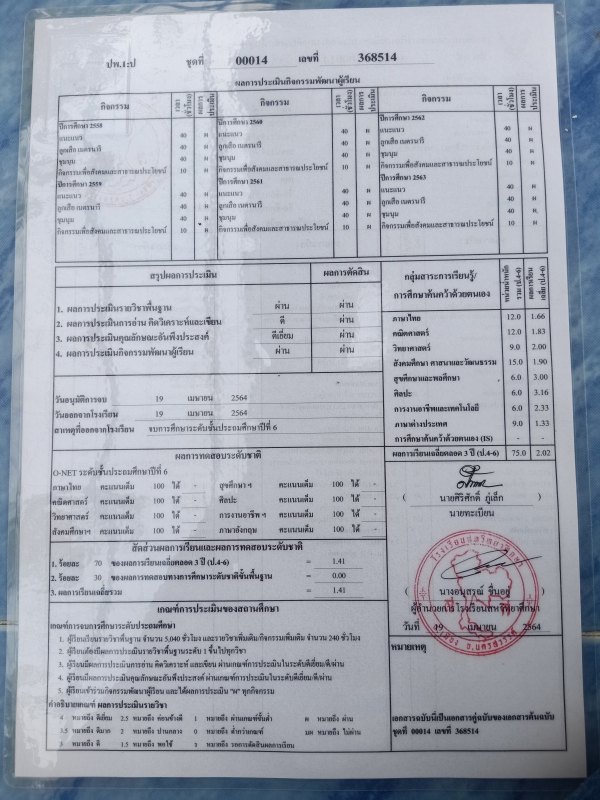 ปพ.1:ป ชุดที่ 00014 เลขที่ 368514
ผลการประเมินกิจกรรมพัฒนาผู้เรียน
กิจกรรม เวลา (ชั่วโมง) ผลการประเมิน กิจกรรม เวลา (ชั่วโมง) ผลการประเมิน กิจกรรม เวลา (ชั่วโมง) ผลการประเมิน
ปีการศึกษา 2558 ปีการศึกษา 2560 ปีการศึกษา 2562
แนะแนว 40 ผ แนะแนว 40 ผ แนะแนว 40 ผ
ลูกเสือ เนตรนารี 40 ผ ลูกเสือ เนตรนารี 40 ผ ลูกเสือ เนตรนารี 40 ผ
ชุมนุม 40 ผ ชุมนุม 40 ผ ชุมนุม 40 ผ
กิจกรรมเพื่อสังคมและสาธารณประโยชน์ 10 ผ กิจกรรมเพื่อสังคมและสาธารณประโยชน์ 10 ผ กิจกรรมเพื่อสังคมและสาธารณประโยชน์ 10 ผ
ปีการศึกษา 2559 ปีการศึกษา 2561 ปีการศึกษา 2563
แนะแนว 40 ผ แนะแนว 40 ผ แนะแนว 40 ผ
ลูกเสือ เนตรนารี 40 ผ ลูกเสือ เนตรนารี 40 ผ ลูกเสือ เนตรนารี 40 ผ
ชุมนุม 40 ผ ชุมนุม 40 ผ ชุมนุม 40 ผ
กิจกรรมเพื่อสังคมและสาธารณประโยชน์ 10 ผ กิจกรรมเพื่อสังคมและสาธารณประโยชน์ 10 ผ กิจกรรมเพื่อสังคมและสาธารณประโยชน์ 10 ผ
สรุปผลการประเมิน ผลการตัดสิน
1. ผลการประเมินรายวิชาพื้นฐาน ผ่าน ผ่าน
2. ผลการประเมินการอ่าน คิดวิเคราะห์และเขียน ดี ผ่าน
3. ผลการประเมินคุณลักษณะอันพึงประสงค์ ดีเยี่ยม ผ่าน
4. ผลการประเมินกิจกรรมพัฒนาผู้เรียน ผ่าน ผ่าน
วันอนุมัติการจบ 19 เมษายน 2564
วันออกจากโรงเรียน 19 เมษายน 2564
สาเหตุที่ออกจากโรงเรียน จบการศึกษาระดับชั้นประถมศึกษาปีที่ 6
กลุ่มสาระการเรียนรู้/
การศึกษาค้นคว้าด้วยตนเอง
หน่วยน้ำหนักรวม (ป.4-6) ผลการเรียนเฉลี่ย (ป.4-6)
ภาษาไทย 12.0 1.66
คณิตศาสตร์ 12.0 1.83
วิทยาศาสตร์ 9.0 2.00
สังคมศึกษา ศาสนาและวัฒนธรรม 15.0 1.90
สุขศึกษาและพลศึกษา 6.0 3.00
ศิลปะ 6.0 3.16
การงานอาชีพและเทคโนโลยี 6.0 2.33
ภาษาต่างประเทศ 9.0 1.33
การศึกษาค้นคว้าด้วยตนเอง (IS) - -
ผลการเรียนเฉลี่ยตลอด 3 ปี (ป.4-6) 75.0 2.02
ผลการทดสอบระดับชาติ
O-NET ระดับชั้นประถมศึกษาปีที่ 6
ภาษาไทย คะแนนเต็ม 100 ได้ - สุขศึกษา ฯ คะแนนเต็ม 100 ได้ -
คณิตศาสตร์ คะแนนเต็ม 100 ได้ - ศิลปะ คะแนนเต็ม 100 ได้ -
วิทยาศาสตร์ คะแนนเต็ม 100 ได้ - การงานอาชีพ ฯ คะแนนเต็ม 100 ได้ -
สังคมศึกษา ฯ คะแนนเต็ม 100 ได้ - ภาษาอังกฤษ คะแนนเต็ม 100 ได้ -
สัดส่วนผลการเรียนและผลการทดสอบระดับชาติ
1. ร้อยละ 70 ของผลการเรียนเฉลี่ยตลอด 3 ปี (ป.4-6) = 1.41
2. ร้อยละ 30 ของผลการทดสอบทางการศึกษาระดับชาติขั้นพื้นฐาน = 0.00
3. ผลการเรียนเฉลี่ยรวม = 1.41
( นายศิริศักดิ์ ภู่เล็ก )
นายทะเบียน
( นางอนุสรณ์ ชื่นอยู่ )
ผู้อำนวยการ โรงเรียนสหวิทยาศึกษา
วันที่ 19 เมษายน 2564
เกณฑ์การประเมินของสถานศึกษา
เกณฑ์การจบการศึกษาระดับประถมศึกษา
1. ผู้เรียนเรียนรายวิชาพื้นฐาน จำนวน 5,040 ชั่วโมง และรายวิชาเพิ่มเติม/กิจกรรมเพิ่มเติม จำนวน 240 ชั่วโมง
2. ผู้เรียนต้องมีผลการประเมินรายวิชาพื้นฐานระดับ 1 ขึ้นไปทุกวิชา
3. ผู้เรียนมีผลการประเมินการอ่าน คิดวิเคราะห์ และเขียน ผ่านเกณฑ์การประเมินในระดับดีเยี่ยม/ดี/ผ่าน
4. ผู้เรียนมีผลการประเมินคุณลักษณะอันพึงประสงค์ ผ่านเกณฑ์การประเมินในระดับดีเยี่ยม/ดี/ผ่าน
5. ผู้เรียนเข้าร่วมกิจกรรมพัฒนาผู้เรียน และได้ผลการประเมิน "ผ" ทุกกิจกรรม
คำอธิบายเกณฑ์ ผลการประเมินรายวิชา
4 หมายถึง ดีเยี่ยม 2.5 หมายถึง ค่อนข้างดี 1 หมายถึง ผ่านเกณฑ์ขั้นต่ำ ผ หมายถึง ผ่าน
3.5 หมายถึง ดีมาก 2 หมายถึง ปานกลาง 0 หมายถึง ต่ำกว่าเกณฑ์ มผ หมายถึง ไม่ผ่าน
3 หมายถึง ดี 1.5 หมายถึง พอใช้ ร หมายถึง รอการตัดสินผลการเรียน
หมายเหตุ
เอกสารฉบับนี้เป็นเอกสารคู่ฉบับของเอกสารต้นฉบับ
ชุดที่ 00014 เลขที่ 368514